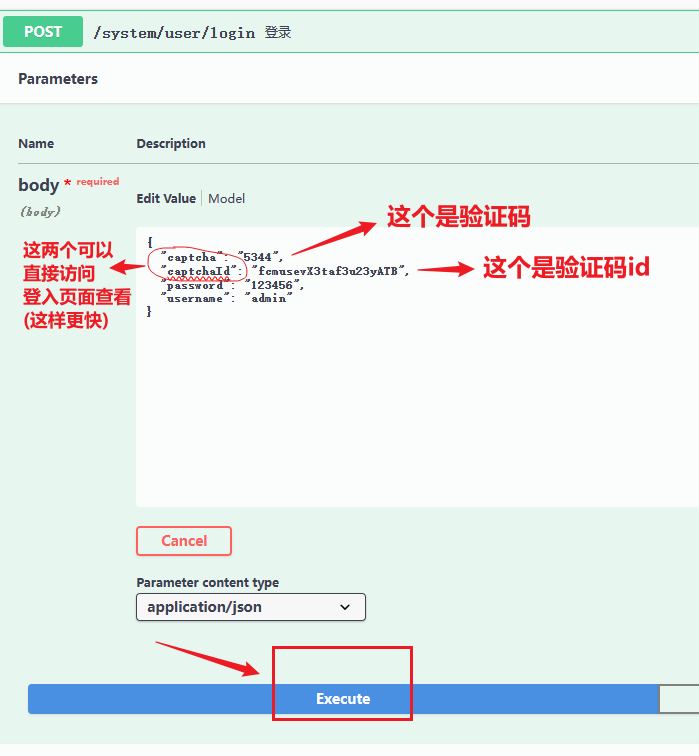 POST /system/user/login 登录
Parameters
Name Description
body * required
(body)
Edit Value Model
这个是验证码
{
"captcha": "5344",
"captchaId": "fcmusevX3taf3u23yATB",
"password": "123456",
"username": "admin"
}
这个是验证码id
这两个可以
直接访问
登入页面查看
(这样更快)
Cancel
Parameter content type
application/json
Execute